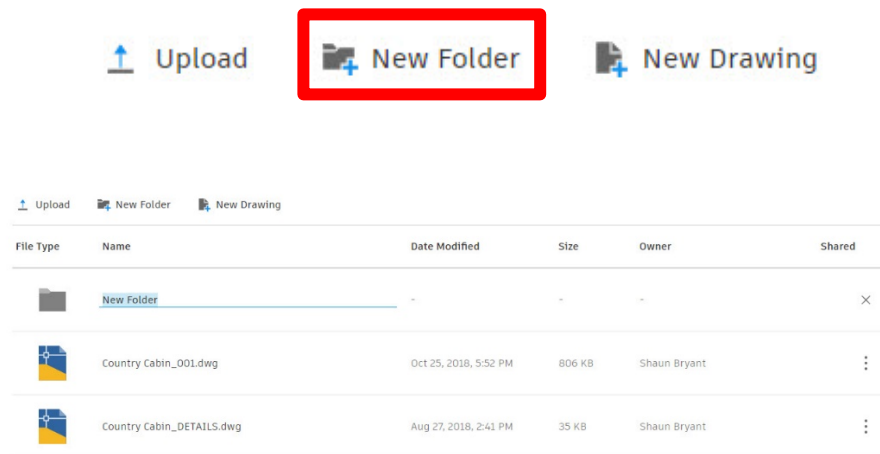 Upload New Folder New Drawing
Upload New Folder New Drawing
File Type Name Date Modified Size Owner Shared
New Folder - - -
Country Cabin_001.dwg Oct 25, 2018, 5:52 PM 806 KB Shaun Bryant
Country Cabin_DETAILS.dwg Aug 27, 2018, 2:41 PM 35 KB Shaun Bryant